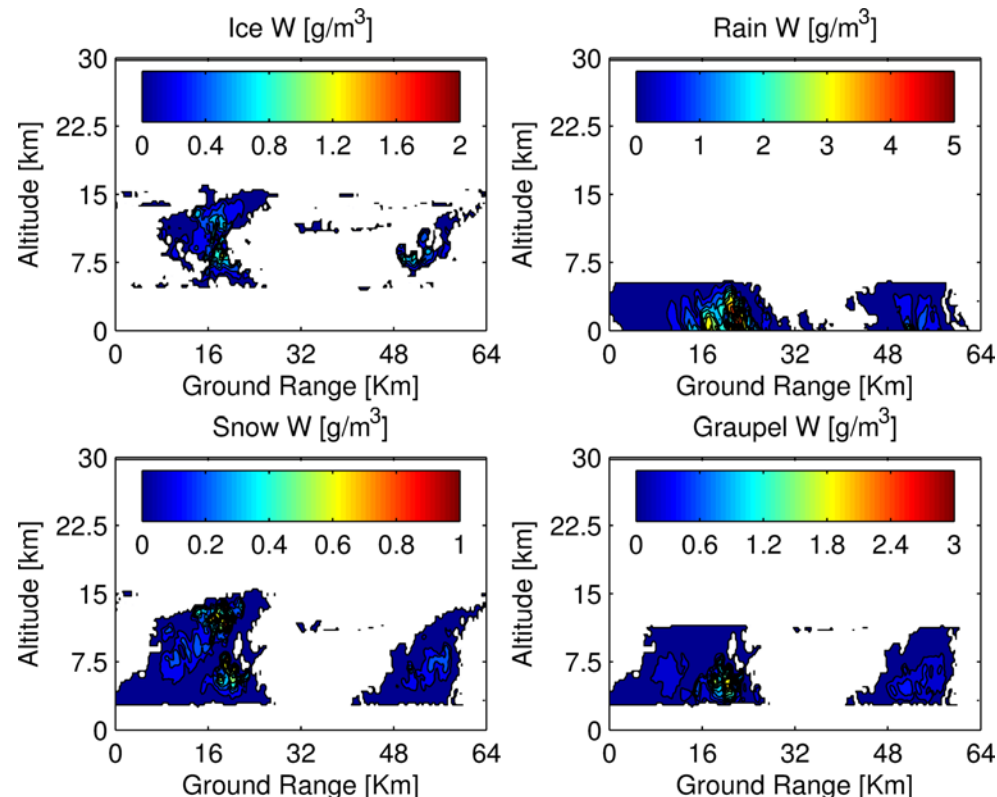 Ice W [g/m³]
Rain W [g/m³]
30
22.5
15
7.5
0
Altitude [km]
0 0.4 0.8 1.2 1.6 2
0 16 32 48 64
Ground Range [Km]
30
22.5
15
7.5
0
Altitude [km]
0 1 2 3 4 5
0 16 32 48 64
Ground Range [Km]
Snow W [g/m³]
Graupel W [g/m³]
30
22.5
15
7.5
0
Altitude [km]
0 0.2 0.4 0.6 0.8 1
0 16 32 48 64
Ground Range [Km]
30
22.5
15
7.5
0
Altitude [km]
0 0.6 1.2 1.8 2.4 3
0 16 32 48 64
Ground Range [Km]